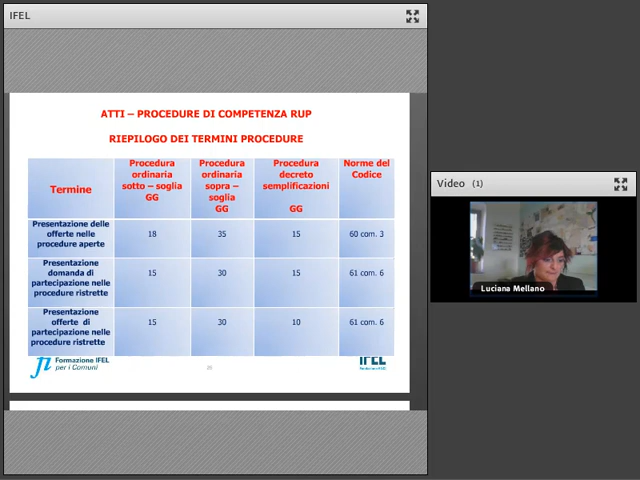 IFEL
ATTI – PROCEDURE DI COMPETENZA RUP
RIEPILOGO DEI TERMINI PROCEDURE
Termine
Procedura
ordinaria
sotto – soglia
GG
Procedura
ordinaria
sopra –
soglia
GG
Procedura
decreto
semplificazioni
GG
Norme del
Codice
Presentazione delle
offerte nelle
procedure aperte
18
35
15
60 com. 3
Presentazione
domanda di
partecipazione nelle
procedure ristrette
15
30
15
61 com. 6
Presentazione
offerte di
partecipazione nelle
procedure ristrette
15
30
10
61 com. 6
Formazione IFEL
per i Comuni
IFEL
Video (1)
Luciana Mellano